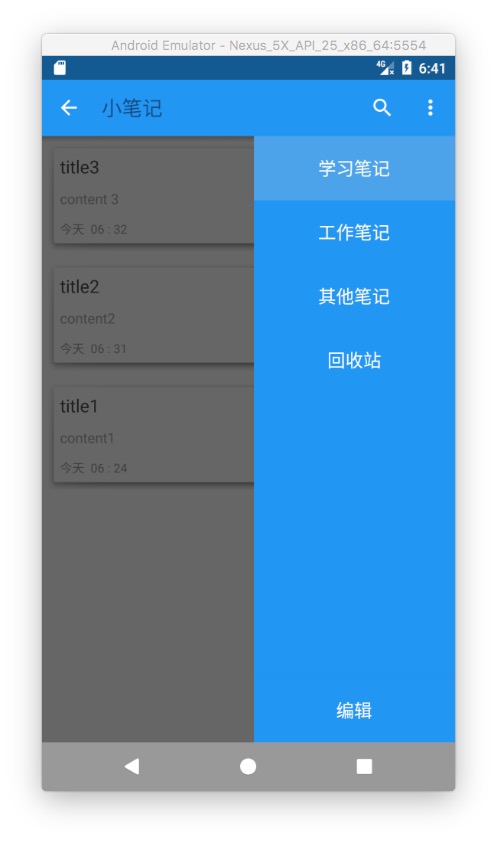 Android Emulator - Nexus_5X_API_25_x86_64:5554
4G 6:41
小笔记
title3
content 3
今天 06 : 32
title2
content2
今天 06 : 31
title1
content1
今天 06 : 24
学习笔记
工作笔记
其他笔记
回收站
编辑